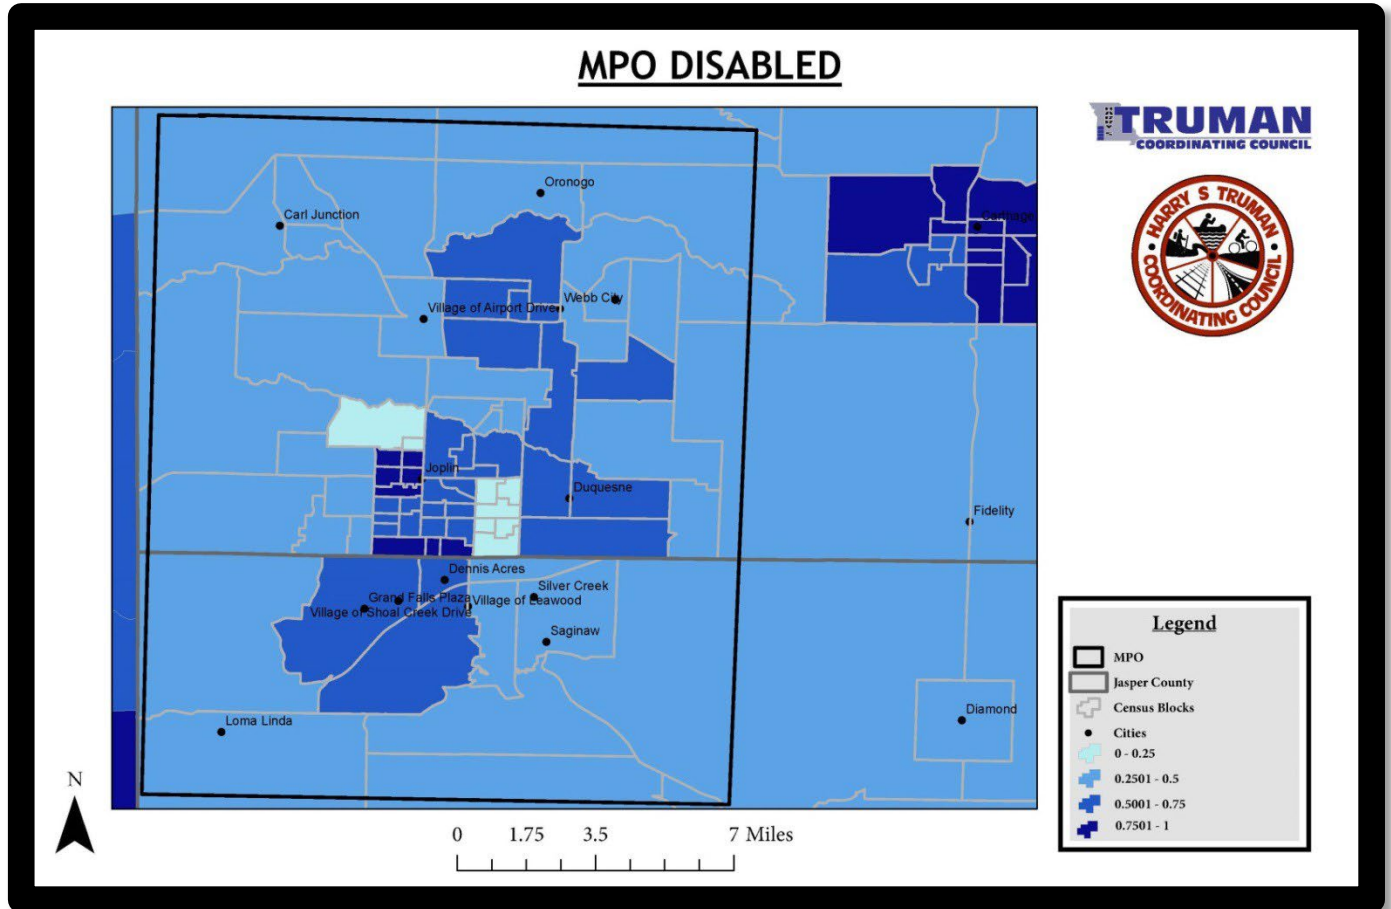 MPO DISABLED
TRUMAN
COORDINATING COUNCIL
HARRY S TRUMAN
COORDINATING COUNCIL
Oronogo
Carl Junction
Carthage
Webb City
Village of Airport Drive
Joplin
Duquesne
Fidelity
Dennis Acres
Silver Creek
Grand Falls Plaza
Village of Leawood
Village of Shoal Creek Drive
Saginaw
Diamond
Loma Linda
Legend
MPO
Jasper County
Census Blocks
Cities
0 - 0.25
0.2501 - 0.5
0.5001 - 0.75
0.7501 - 1
N
0 1.75 3.5 7 Miles